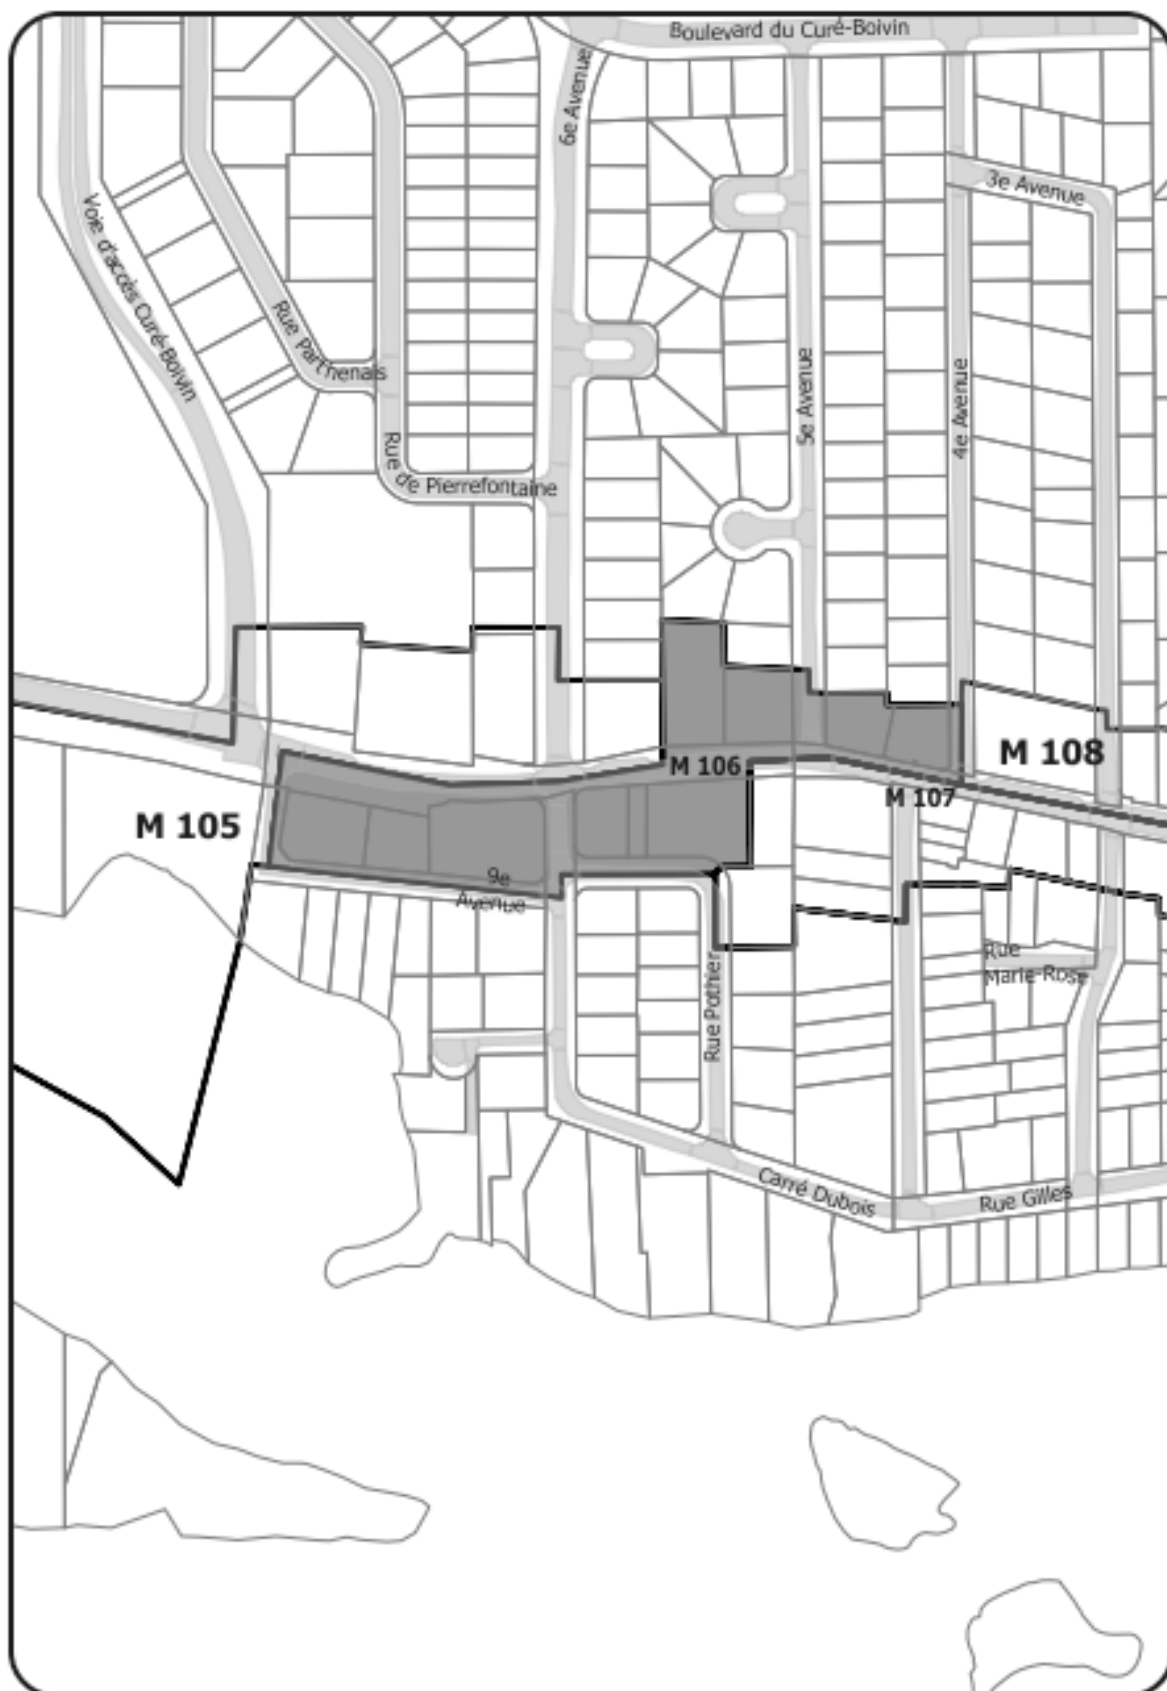 Boulevard du Curé-Boivin
6e Avenue
3e Avenue
Voie d'accès Curé-Boivin
Rue Parthenais
5e Avenue
4e Avenue
Rue de Pierrefontaine
M 108
M 106
M 107
M 105
9e
Avenue
Rue
Marie-Rose
Rue Pothier
Carré Dubois
Rue Gilles